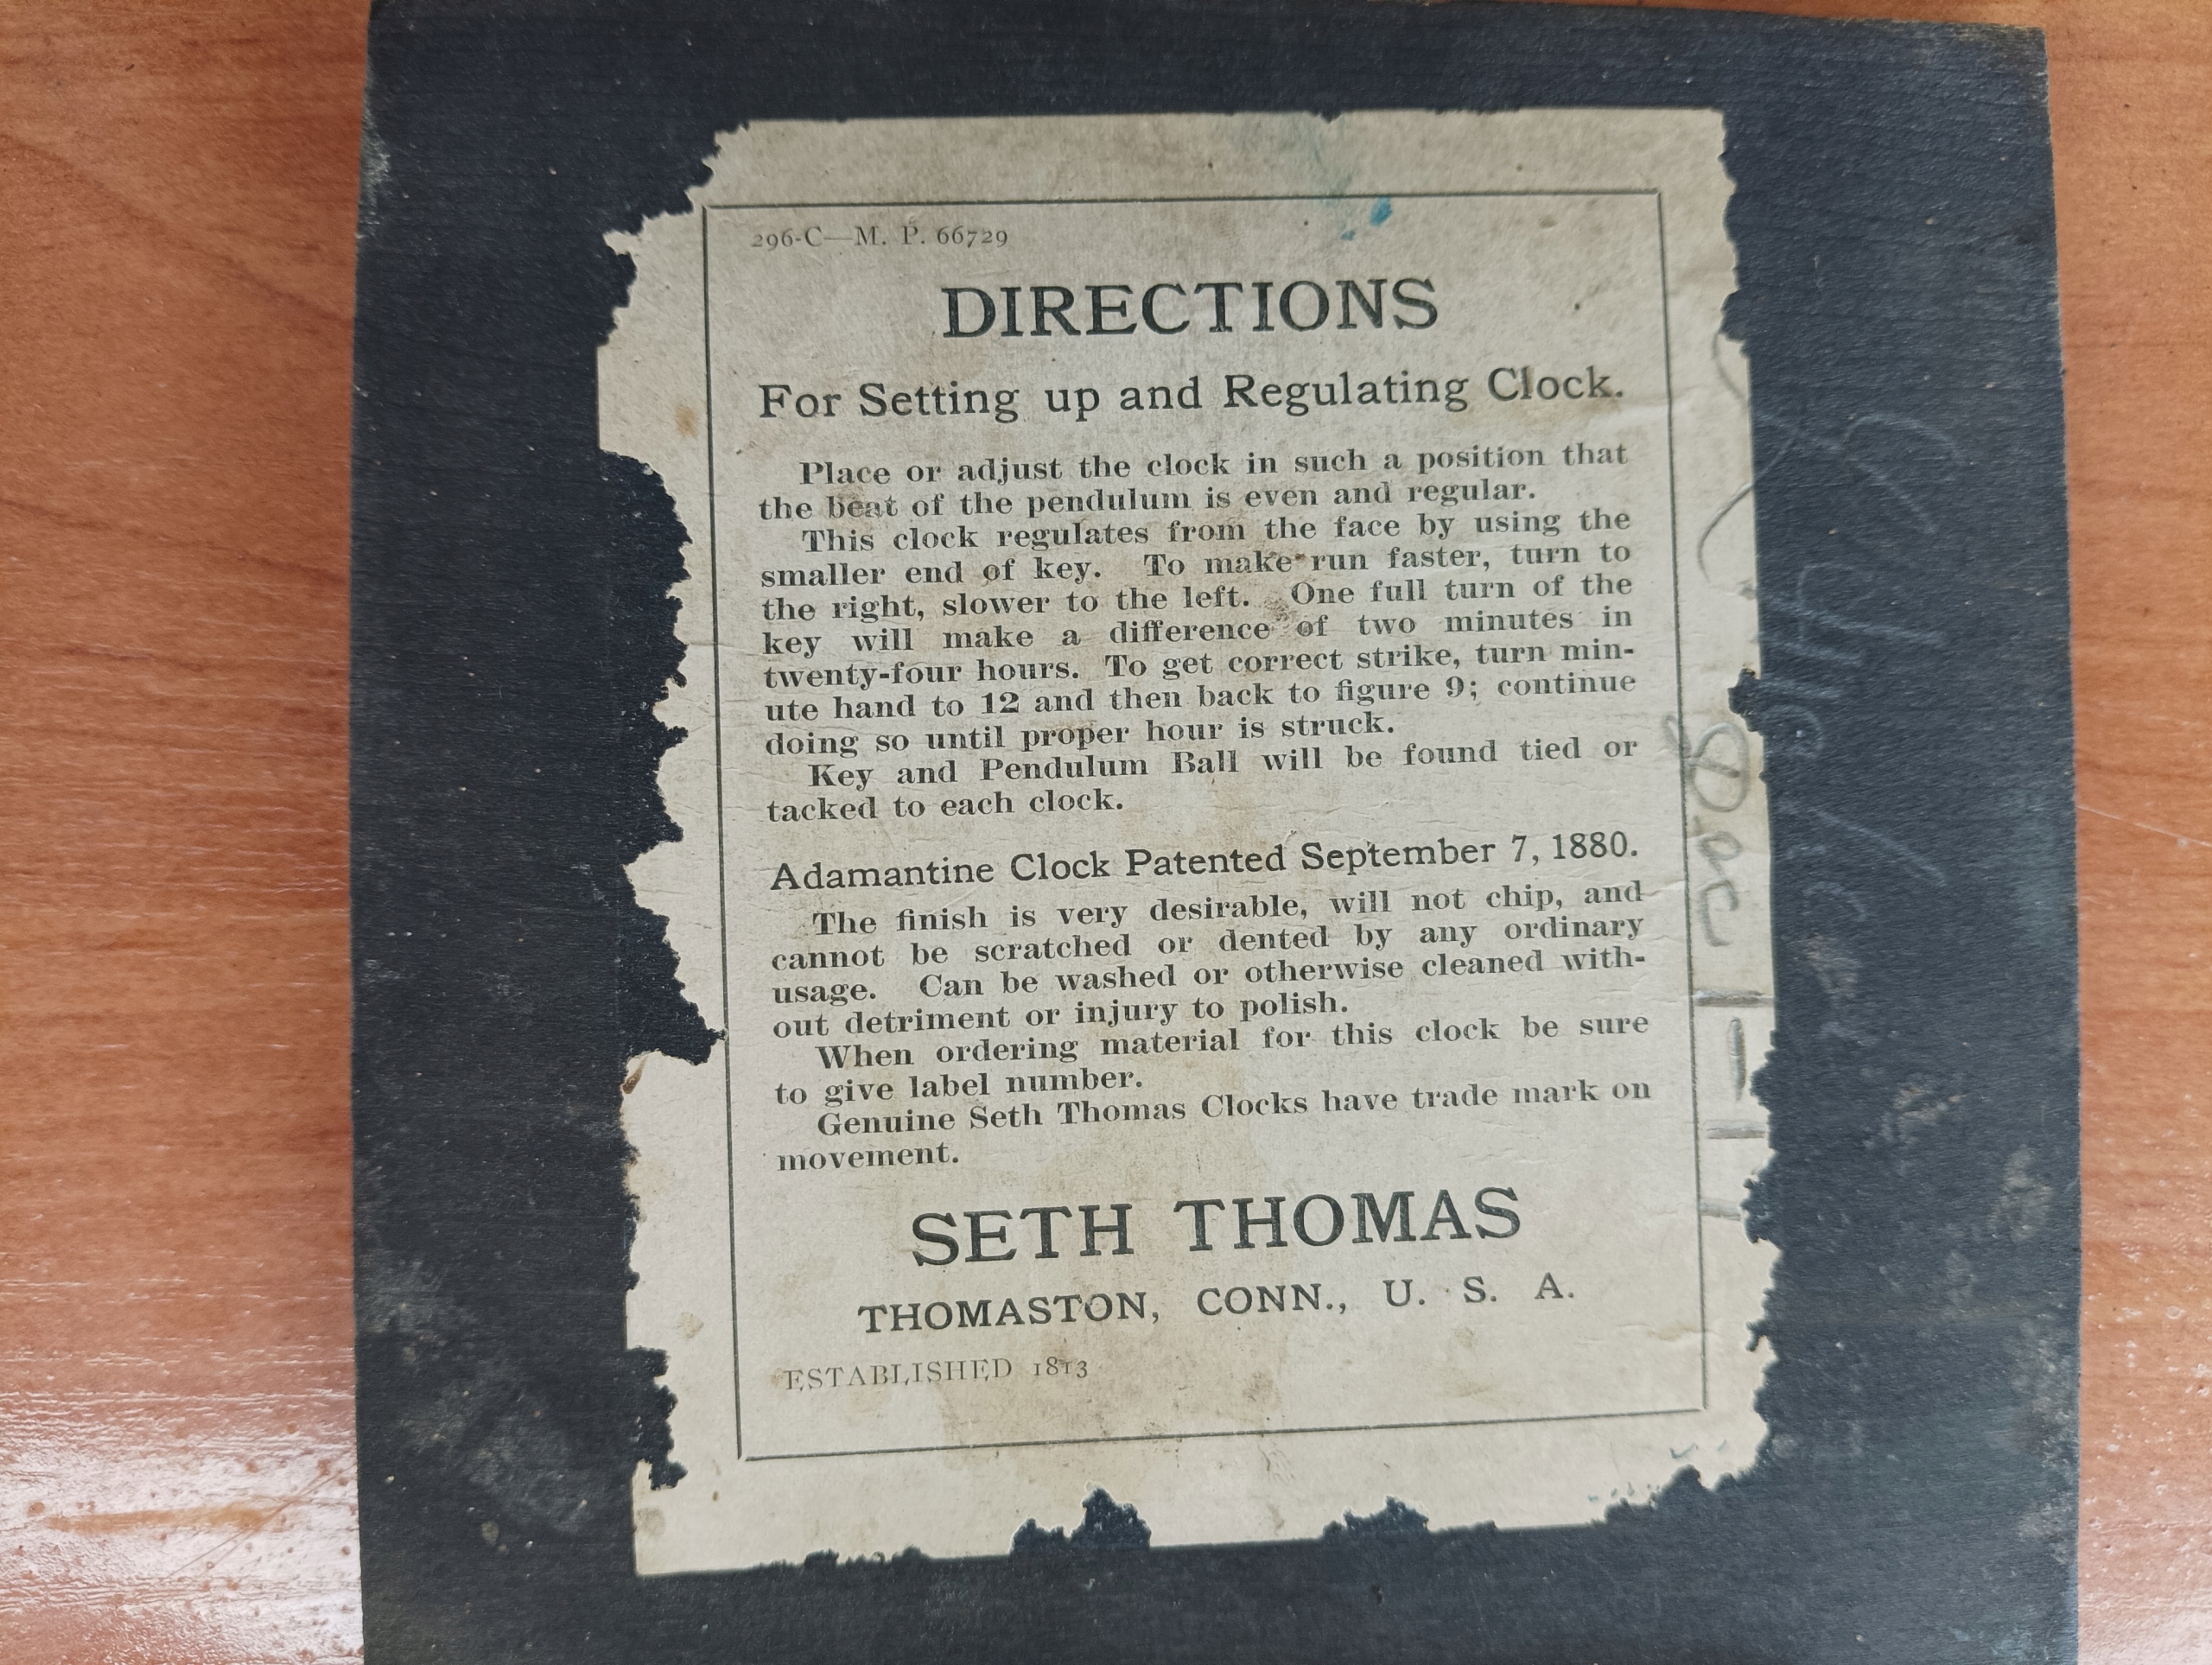 296-C—M. P. 66729
DIRECTIONS
For Setting up and Regulating Clock.
Place or adjust the clock in such a position that
the beat of the pendulum is even and regular.
This clock regulates from the face by using the
smaller end of key. To make run faster, turn to
the right, slower to the left. One full turn of the
key will make a difference of two minutes in
twenty-four hours. To get correct strike, turn min-
ute hand to 12 and then back to figure 9; continue
doing so until proper hour is struck.
Key and Pendulum Ball will be found tied or
tacked to each clock.
Adamantine Clock Patented September 7, 1880.
The finish is very desirable, will not chip, and
cannot be scratched or dented by any ordinary
usage. Can be washed or otherwise cleaned with-
out detriment or injury to polish.
When ordering material for this clock be sure
to give label number.
Genuine Seth Thomas Clocks have trade mark on
movement.
SETH THOMAS
THOMASTON, CONN., U. S. A.
ESTABLISHED 1813